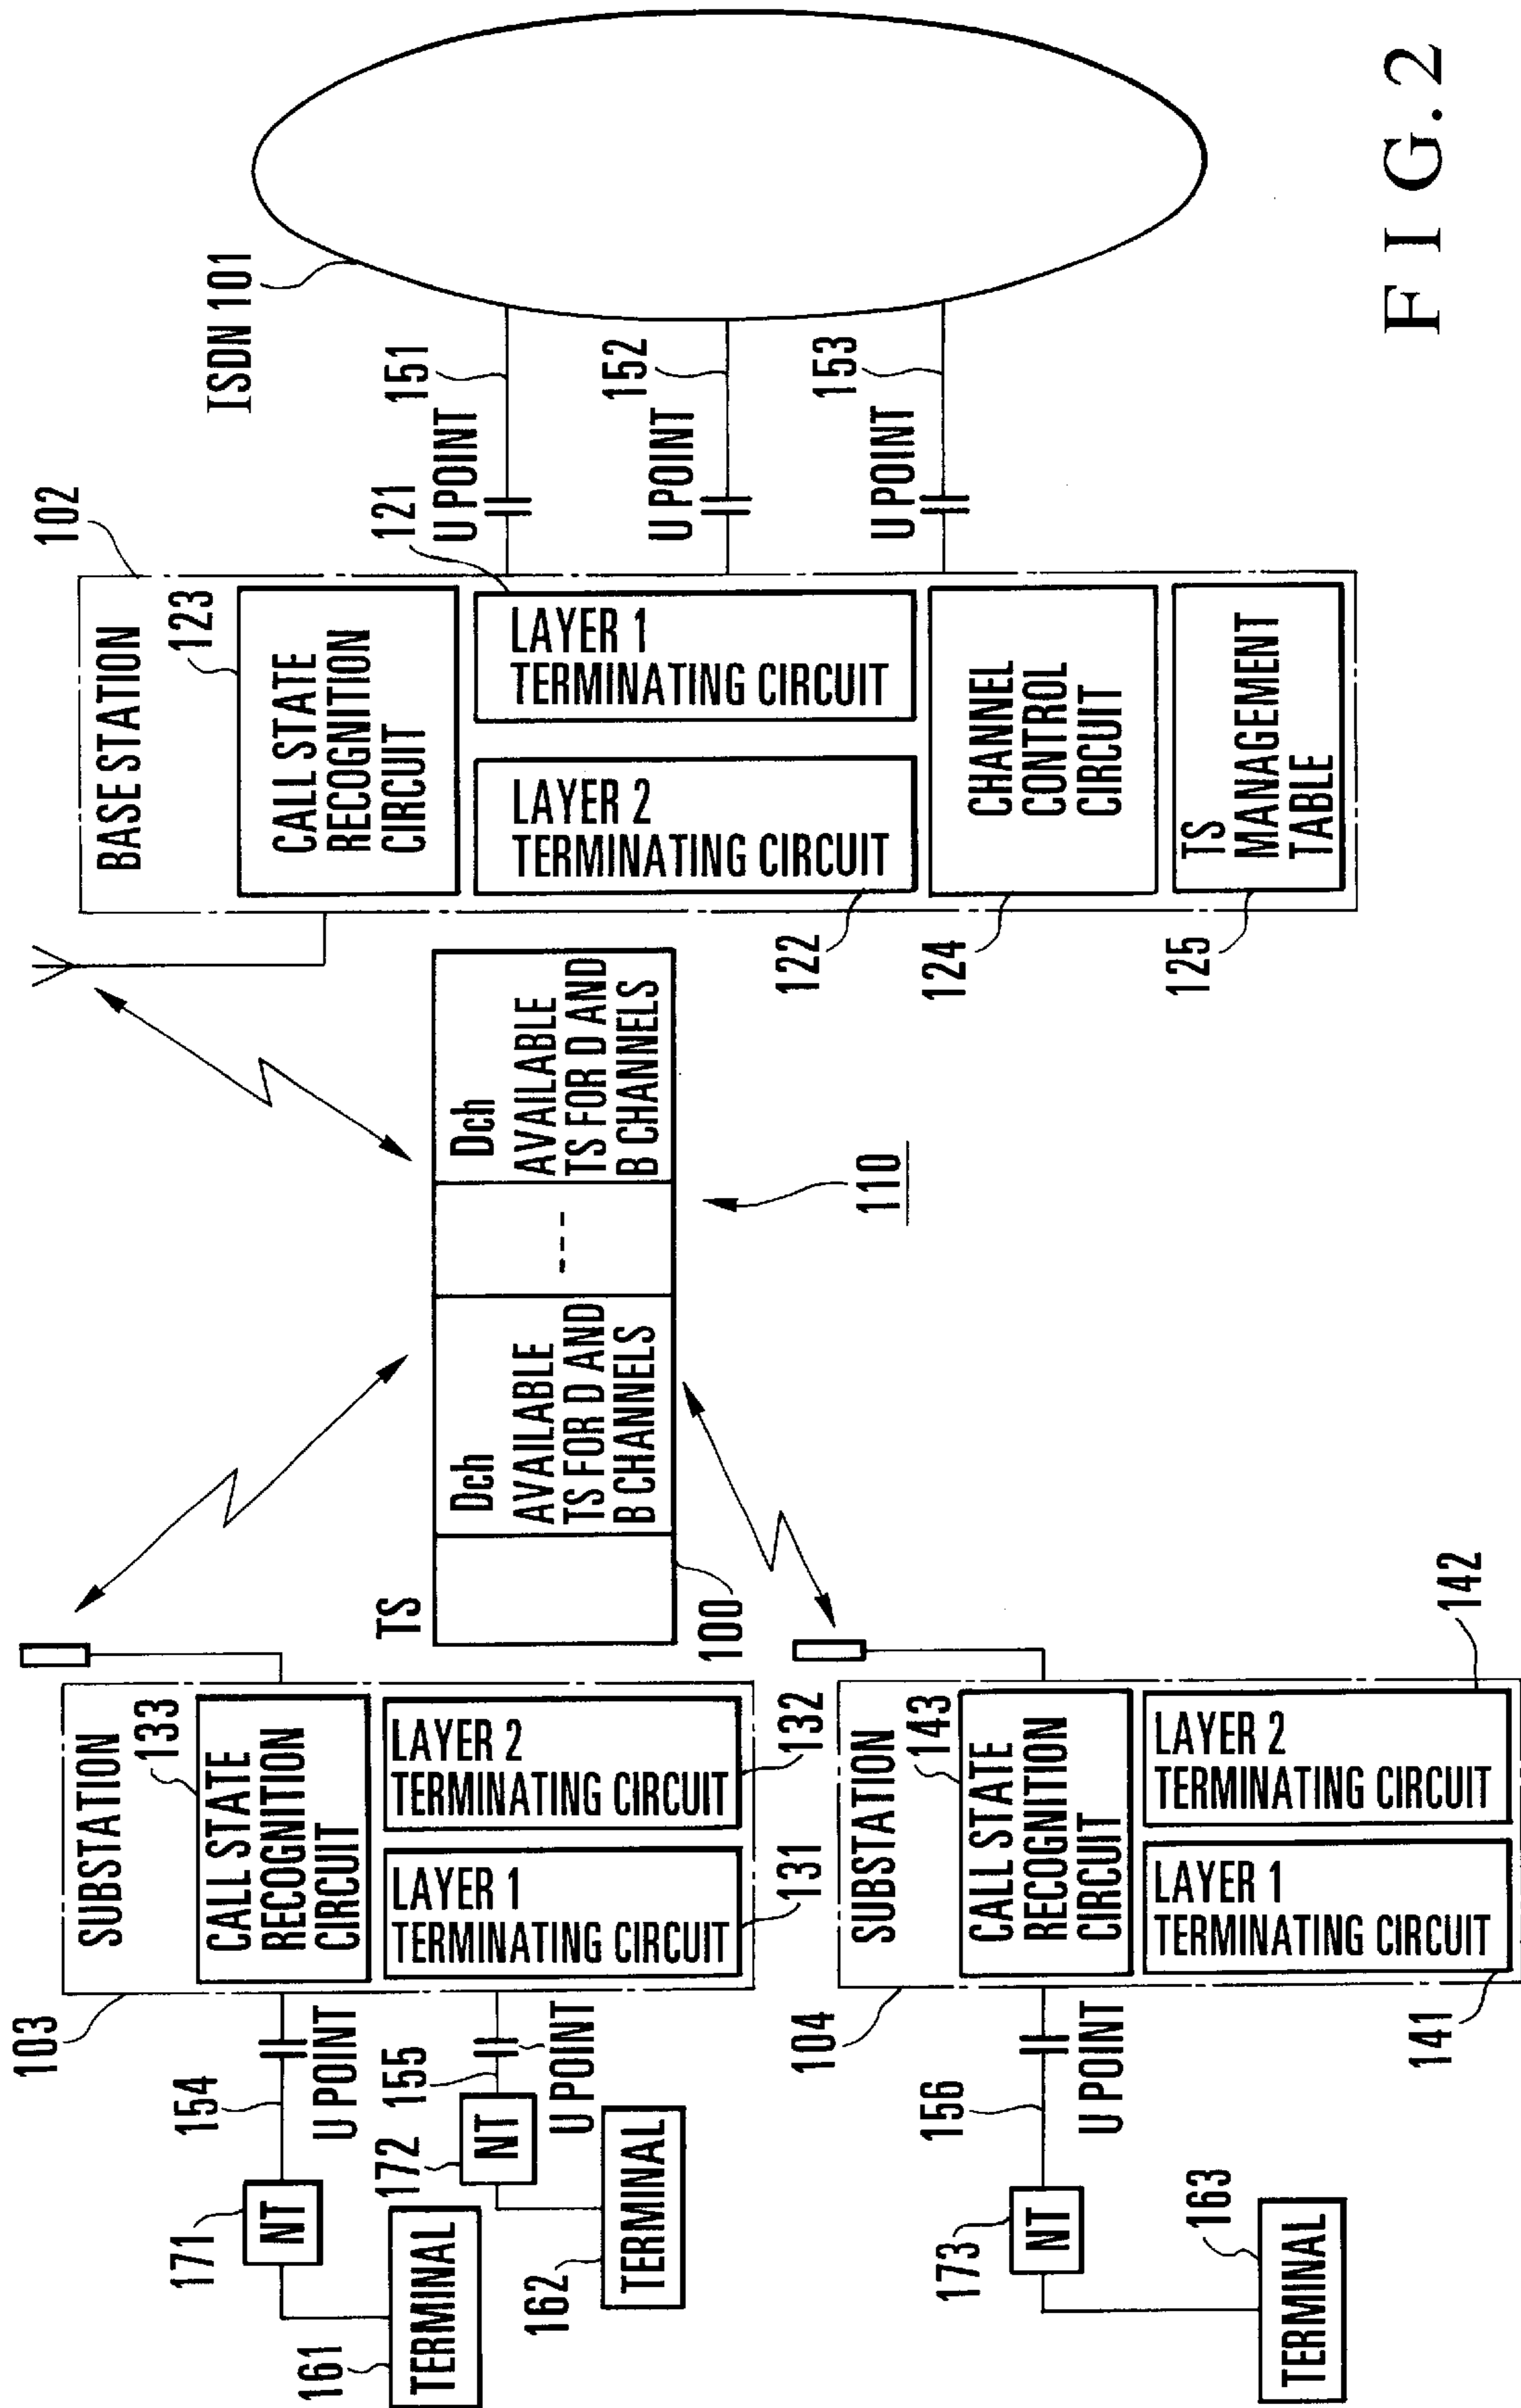 ISDN 101
151
U POINT
152
U POINT
153
U POINT
121
102
BASE STATION
123
CALL STATE
RECOGNITION
CIRCUIT
LAYER 1
TERMINATING CIRCUIT
LAYER 2
TERMINATING CIRCUIT
122
CHANNEL
CONTROL
CIRCUIT
124
TS
MANAGEMENT
TABLE
125
TS
Dch
AVAILABLE
TS FOR D AND
B CHANNELS
---
Dch
AVAILABLE
TS FOR D AND
B CHANNELS
100
110
SUBSTATION
103
133
CALL STATE
RECOGNITION
CIRCUIT
LAYER 1
TERMINATING CIRCUIT
131
LAYER 2
TERMINATING CIRCUIT
132
154
U POINT
155
U POINT
171
NT
172
NT
161
TERMINAL
162
TERMINAL
SUBSTATION
104
143
CALL STATE
RECOGNITION
CIRCUIT
LAYER 1
TERMINATING CIRCUIT
141
LAYER 2
TERMINATING CIRCUIT
142
156
U POINT
173
NT
163
TERMINAL
FIG. 2